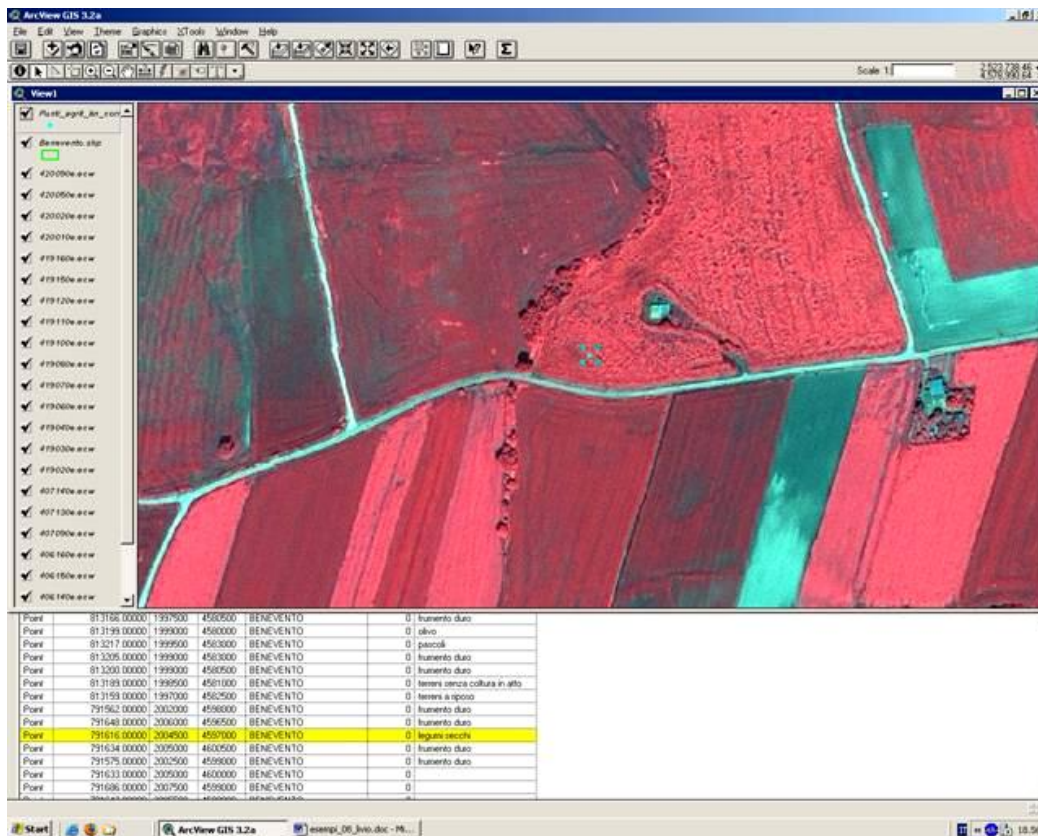 ArcView GIS 3.2a
File Edit View Theme Graphics XTools Window Help
Scale 1:
View1
Benevento.shp
420090e.ecw
420050e.ecw
420020e.ecw
420010e.ecw
419160e.ecw
419150e.ecw
419120e.ecw
419110e.ecw
419100e.ecw
419080e.ecw
419070e.ecw
419060e.ecw
419040e.ecw
419030e.ecw
419020e.ecw
407140e.ecw
407130e.ecw
407090e.ecw
406160e.ecw
406150e.ecw
406140e.ecw
Point 813166.00000 1997500 4580500 BENEVENTO 0 frumento duro
Point 813199.00000 1999000 4580000 BENEVENTO 0 olivo
Point 813217.00000 1999500 4583000 BENEVENTO 0 pascoli
Point 813205.00000 1999000 4583000 BENEVENTO 0 frumento duro
Point 813200.00000 1999000 4580500 BENEVENTO 0 frumento duro
Point 813189.00000 1998500 4581000 BENEVENTO 0 terreni senza coltura in atto
Point 813159.00000 1997000 4582500 BENEVENTO 0 terreni a riposo
Point 791562.00000 2002000 4598000 BENEVENTO 0 frumento duro
Point 791648.00000 2006000 4596500 BENEVENTO 0 frumento duro
Point 791616.00000 2004500 4597000 BENEVENTO 0 legumi secchi
Point 791634.00000 2005000 4600500 BENEVENTO 0 frumento duro
Point 791575.00000 2002500 4599000 BENEVENTO 0 frumento duro
Point 791633.00000 2005000 4600000 BENEVENTO 0
Point 791686.00000 2007500 4599000 BENEVENTO 0
Start ArcView GIS 3.2a esempi_08_livio.doc - Mi... IT